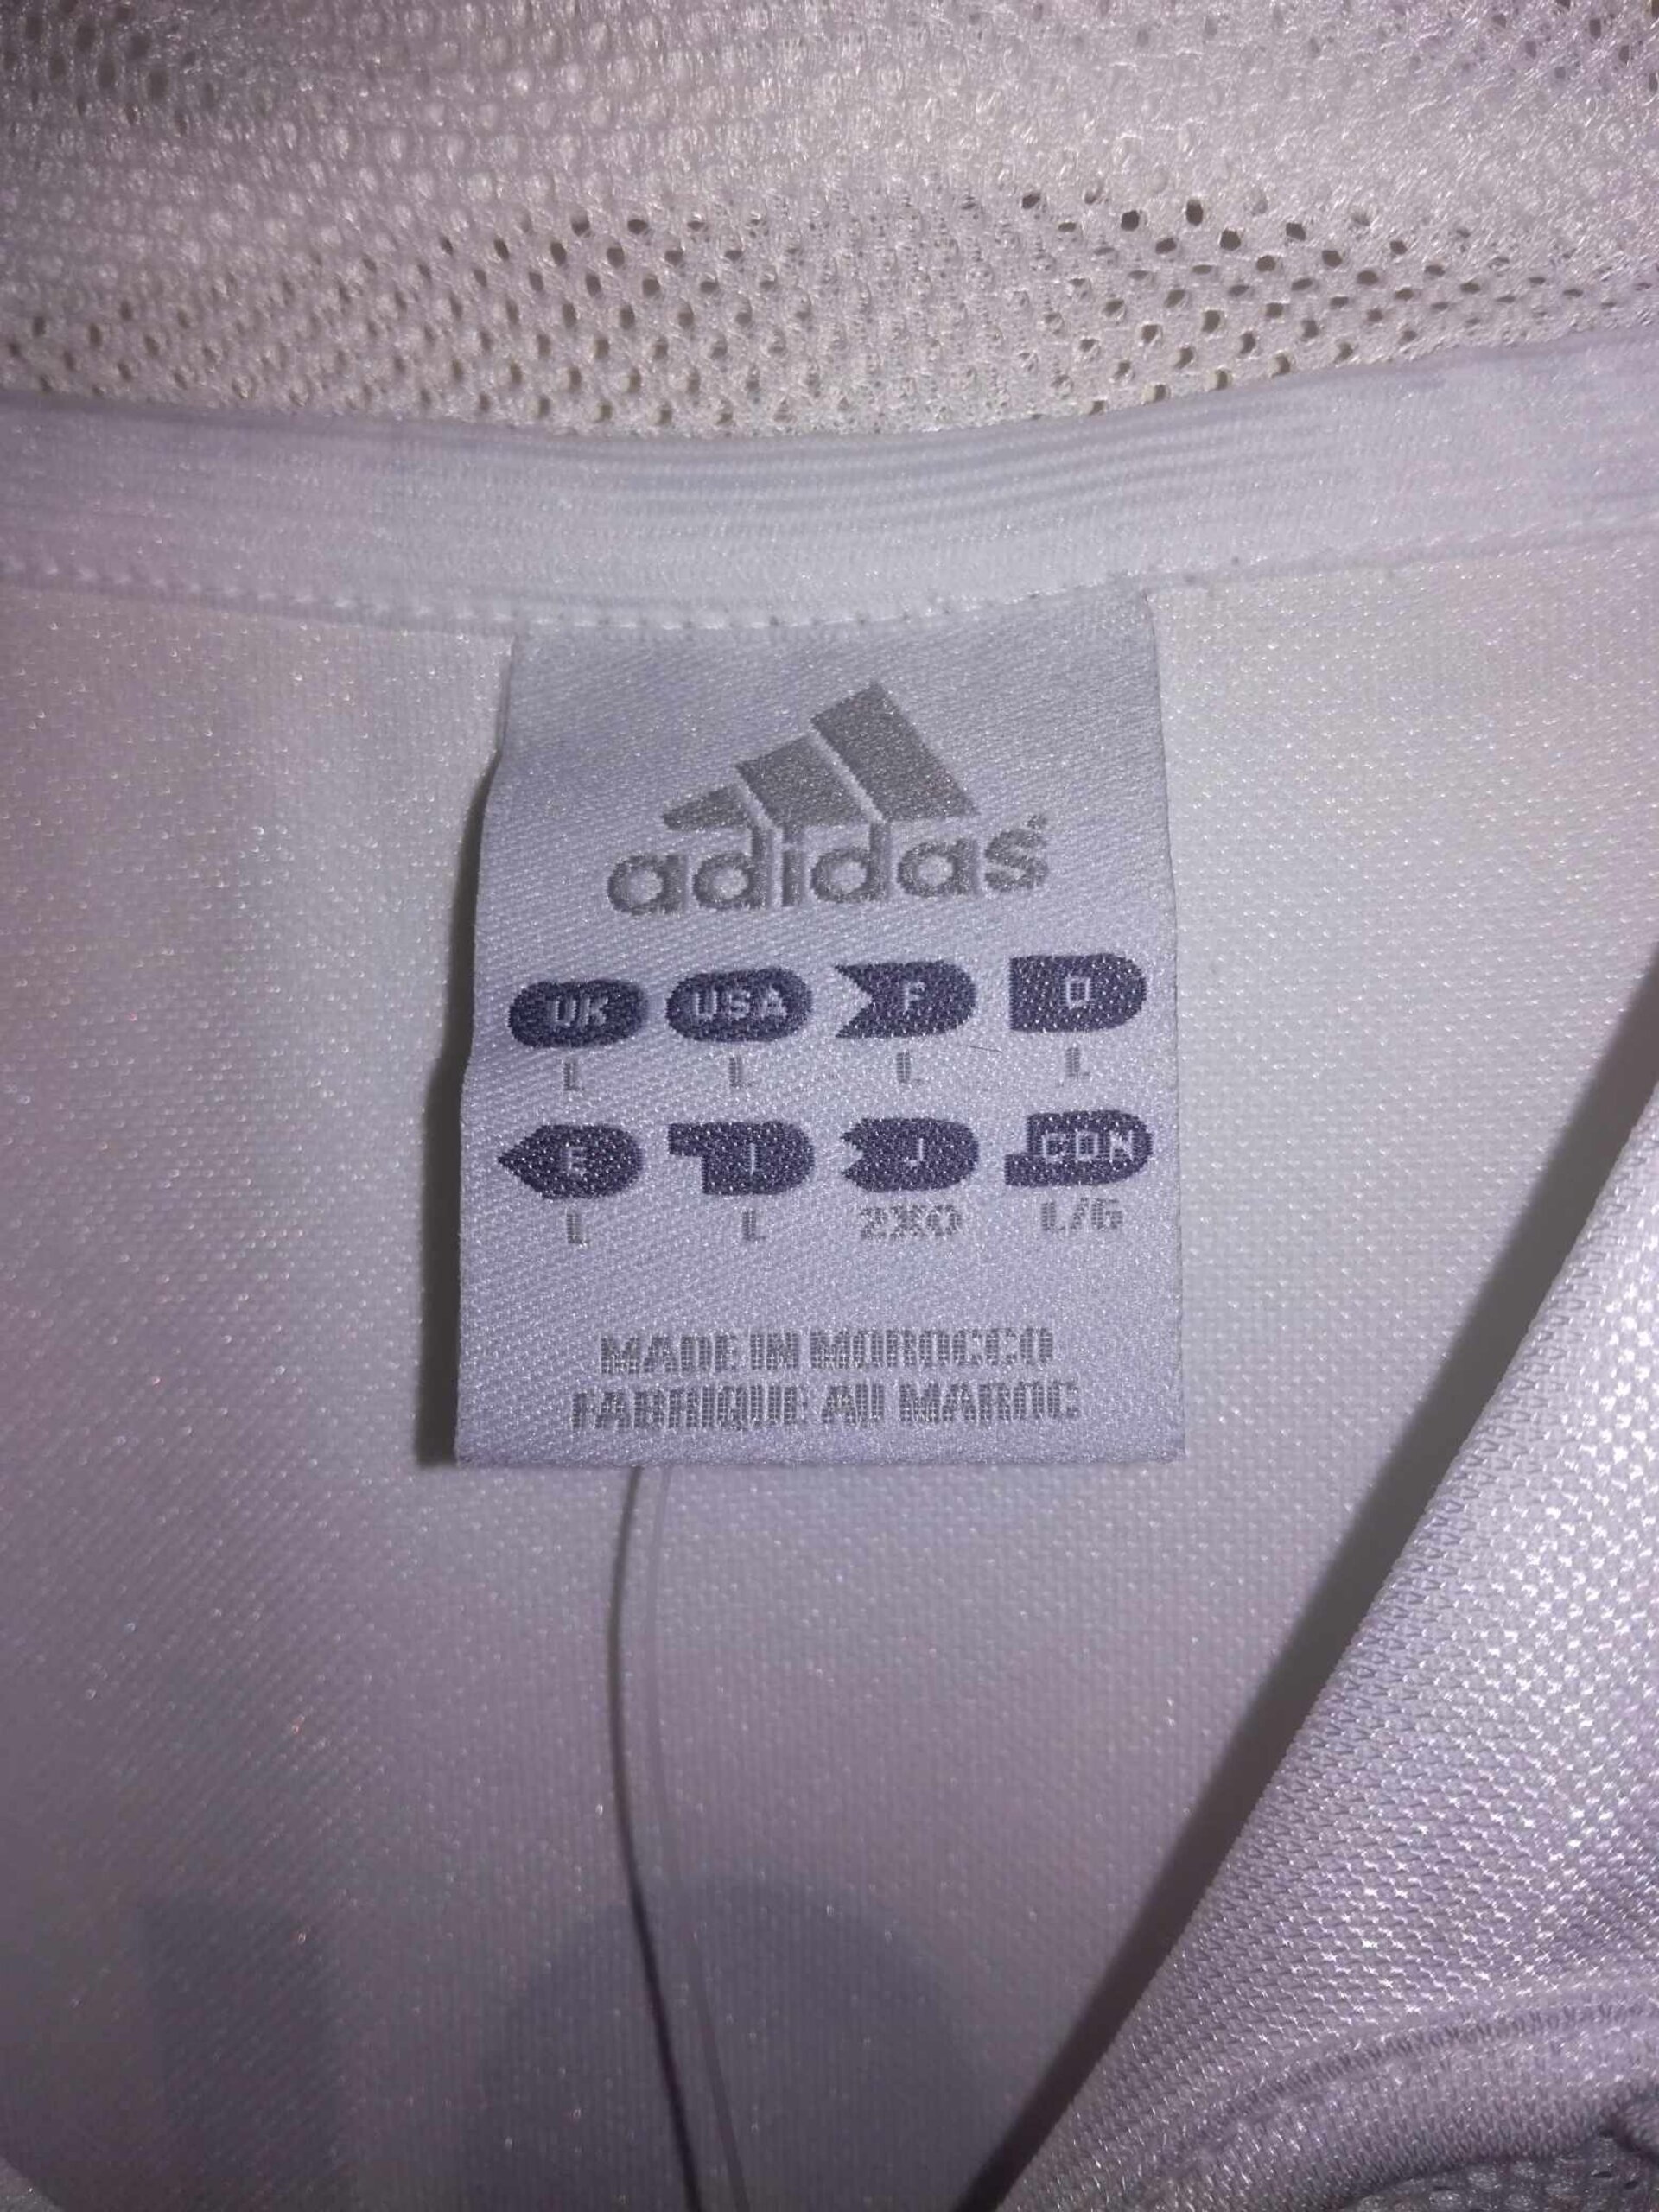 adidas
UK USA F D
L L L L
E I J CDN
L L 2XO L/G
MADE IN MOROCCO
FABRIQUE AU MAROC